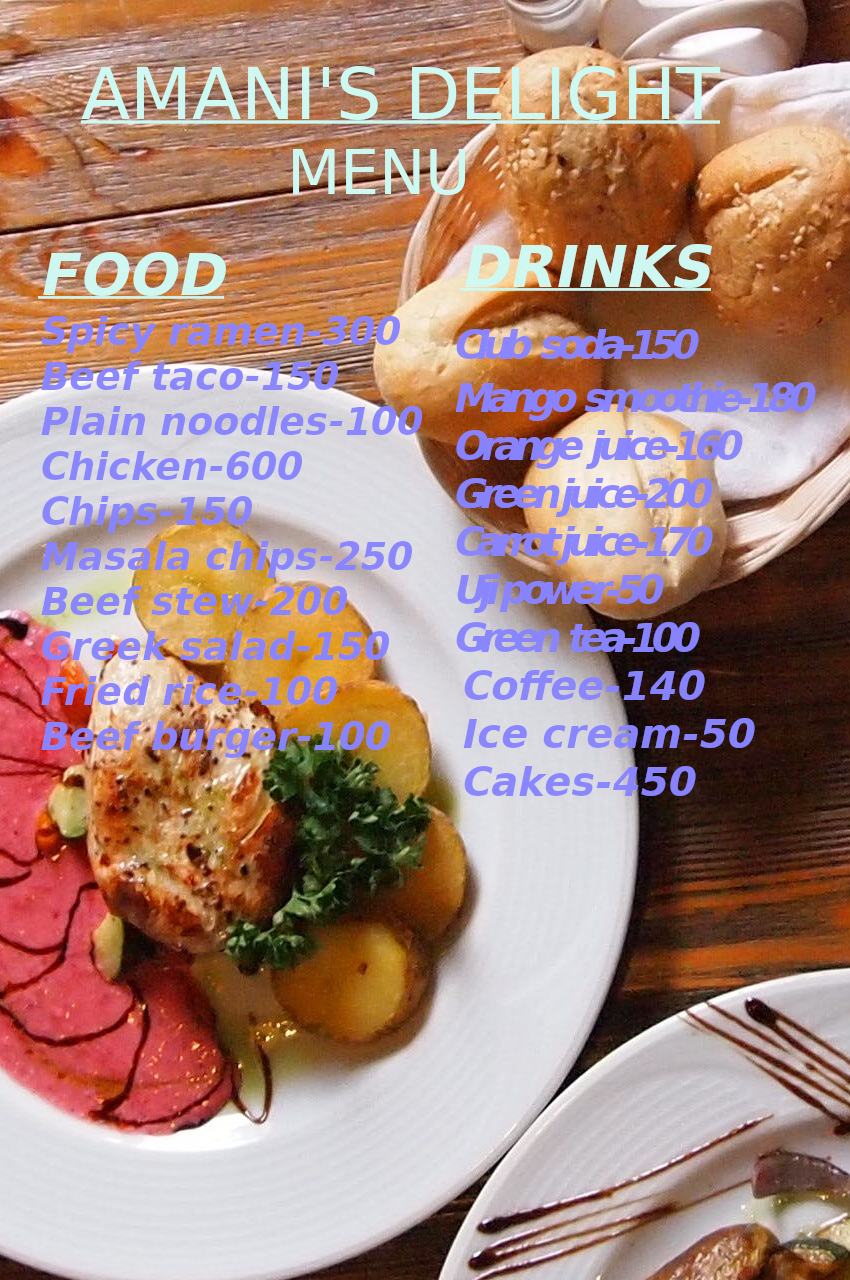 AMANI'S DELIGHT
MENU
FOOD
Spicy ramen-300
Beef taco-150
Plain noodles-100
Chicken-600
Chips-150
Masala chips-250
Beef stew-200
Greek salad-150
Fried rice-100
Beef burger-100
DRINKS
Club soda-150
Mango smoothie-180
Orange juice-160
Green juice-200
Carrot juice-170
Uji power-50
Green tea-100
Coffee-140
Ice cream-50
Cakes-450